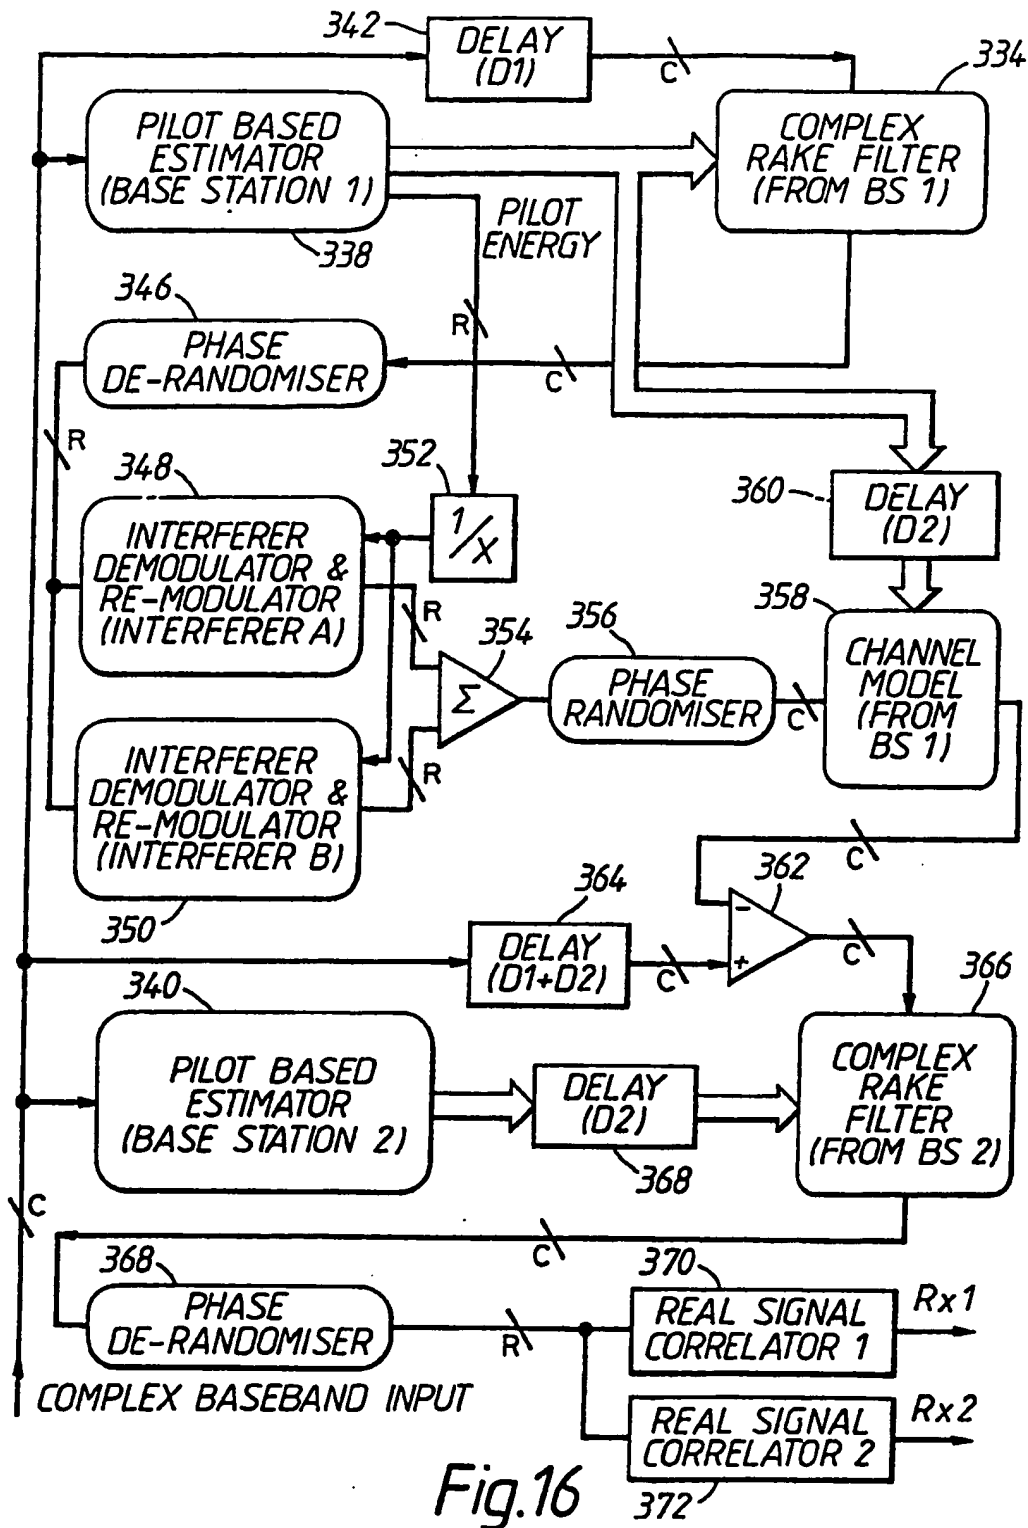 342
DELAY
(D1)
C
334
PILOT BASED
ESTIMATOR
(BASE STATION 1)
COMPLEX
RAKE FILTER
(FROM BS 1)
338
PILOT
ENERGY
346
R
PHASE
DE-RANDOMISER
C
R
348
352
360
DELAY
(D2)
INTERFERER
DEMODULATOR &
RE-MODULATOR
(INTERFERER A)
1/X
R
354
356
358
Σ
PHASE
RANDOMISER
C
CHANNEL
MODEL
(FROM
BS 1)
INTERFERER
DEMODULATOR &
RE-MODULATOR
(INTERFERER B)
R
350
C
364
362
-
+
DELAY
(D1+D2)
C
C
366
340
PILOT BASED
ESTIMATOR
(BASE STATION 2)
DELAY
(D2)
368
COMPLEX
RAKE
FILTER
(FROM BS 2)
C
C
368
PHASE
DE-RANDOMISER
R
370
REAL SIGNAL
CORRELATOR 1
Rx1
COMPLEX BASEBAND INPUT
REAL SIGNAL
CORRELATOR 2
Rx2
372
Fig.16